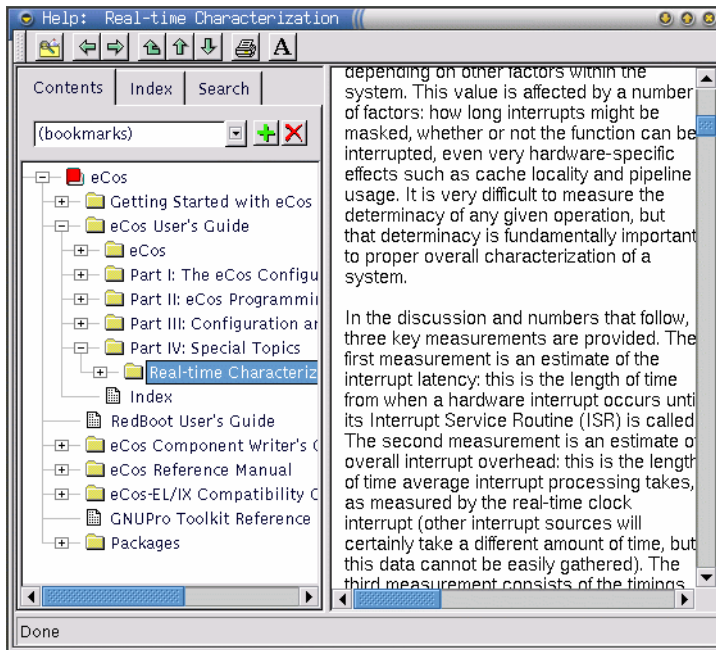 Help: Real-time Characterization
A
Contents Index Search
(bookmarks)
eCos
Getting Started with eCos
eCos User's Guide
eCos
Part I: The eCos Configu
Part II: eCos Programmi
Part III: Configuration ar
Part IV: Special Topics
Real-time Characteriz
Index
RedBoot User's Guide
eCos Component Writer's G
eCos Reference Manual
eCos-EL/IX Compatibility G
GNUPro Toolkit Reference
Packages
depending on other factors within the
system. This value is affected by a number
of factors: how long interrupts might be
masked, whether or not the function can be
interrupted, even very hardware-specific
effects such as cache locality and pipeline
usage. It is very difficult to measure the
determinacy of any given operation, but
that determinacy is fundamentally important
to proper overall characterization of a
system.
In the discussion and numbers that follow,
three key measurements are provided. The
first measurement is an estimate of the
interrupt latency: this is the length of time
from when a hardware interrupt occurs until
its Interrupt Service Routine (ISR) is called
The second measurement is an estimate of
overall interrupt overhead: this is the length
of time average interrupt processing takes,
as measured by the real-time clock
interrupt (other interrupt sources will
certainly take a different amount of time, but
this data cannot be easily gathered). The
third measurement consists of the timings
Done